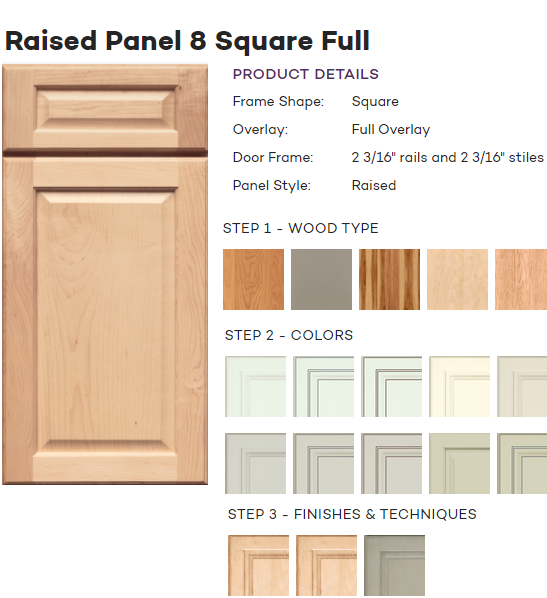 Raised Panel 8 Square Full
PRODUCT DETAILS
Frame Shape: Square
Overlay: Full Overlay
Door Frame: 2 3/16" rails and 2 3/16" stiles
Panel Style: Raised
STEP 1 - WOOD TYPE
STEP 2 - COLORS
STEP 3 - FINISHES & TECHNIQUES